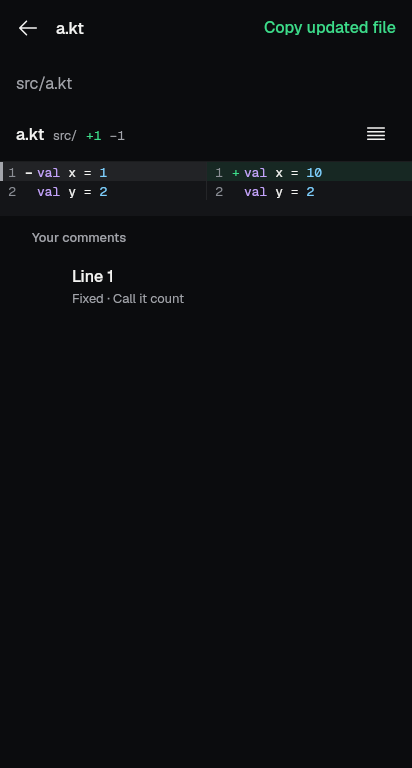 a.kt
Copy updated file
src/a.kt
a.kt src/ +1 −1
1 −val x = 1
1 +val x = 10
2 val y = 2
2 val y = 2
Your comments
Line 1
Fixed · Call it count